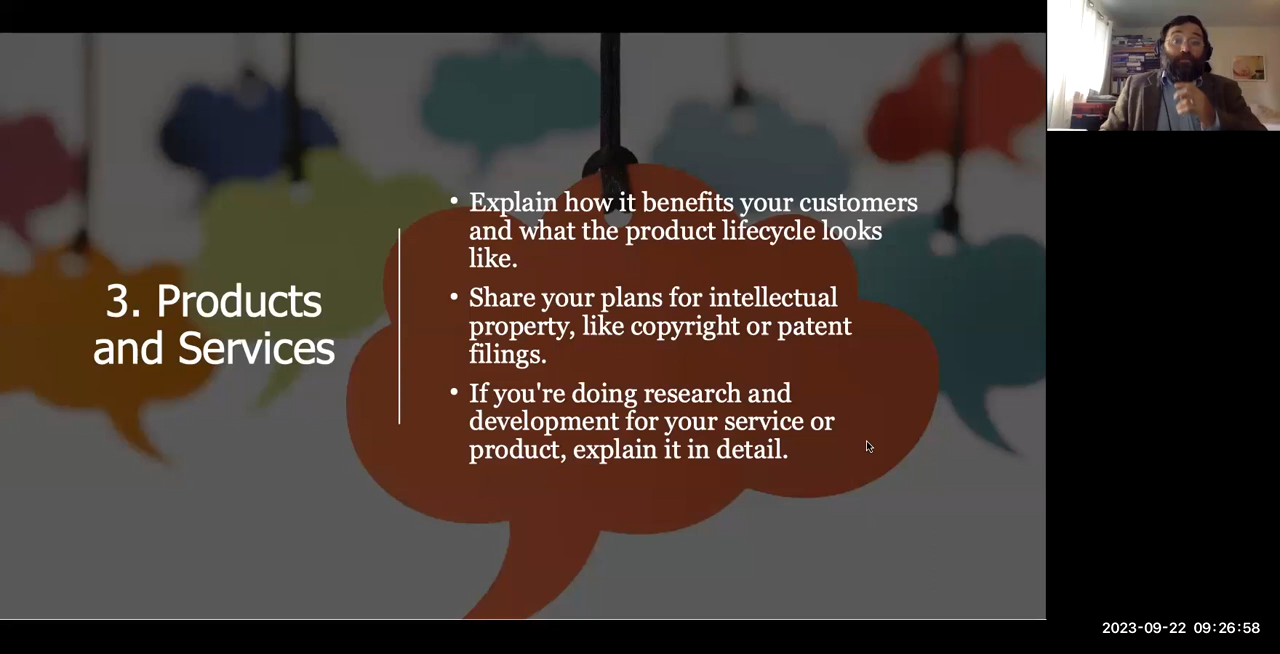 3. Products
and Services
• Explain how it benefits your customers
and what the product lifecycle looks
like.
• Share your plans for intellectual
property, like copyright or patent
filings.
• If you're doing research and
development for your service or
product, explain it in detail.
2023-09-22 09:26:58